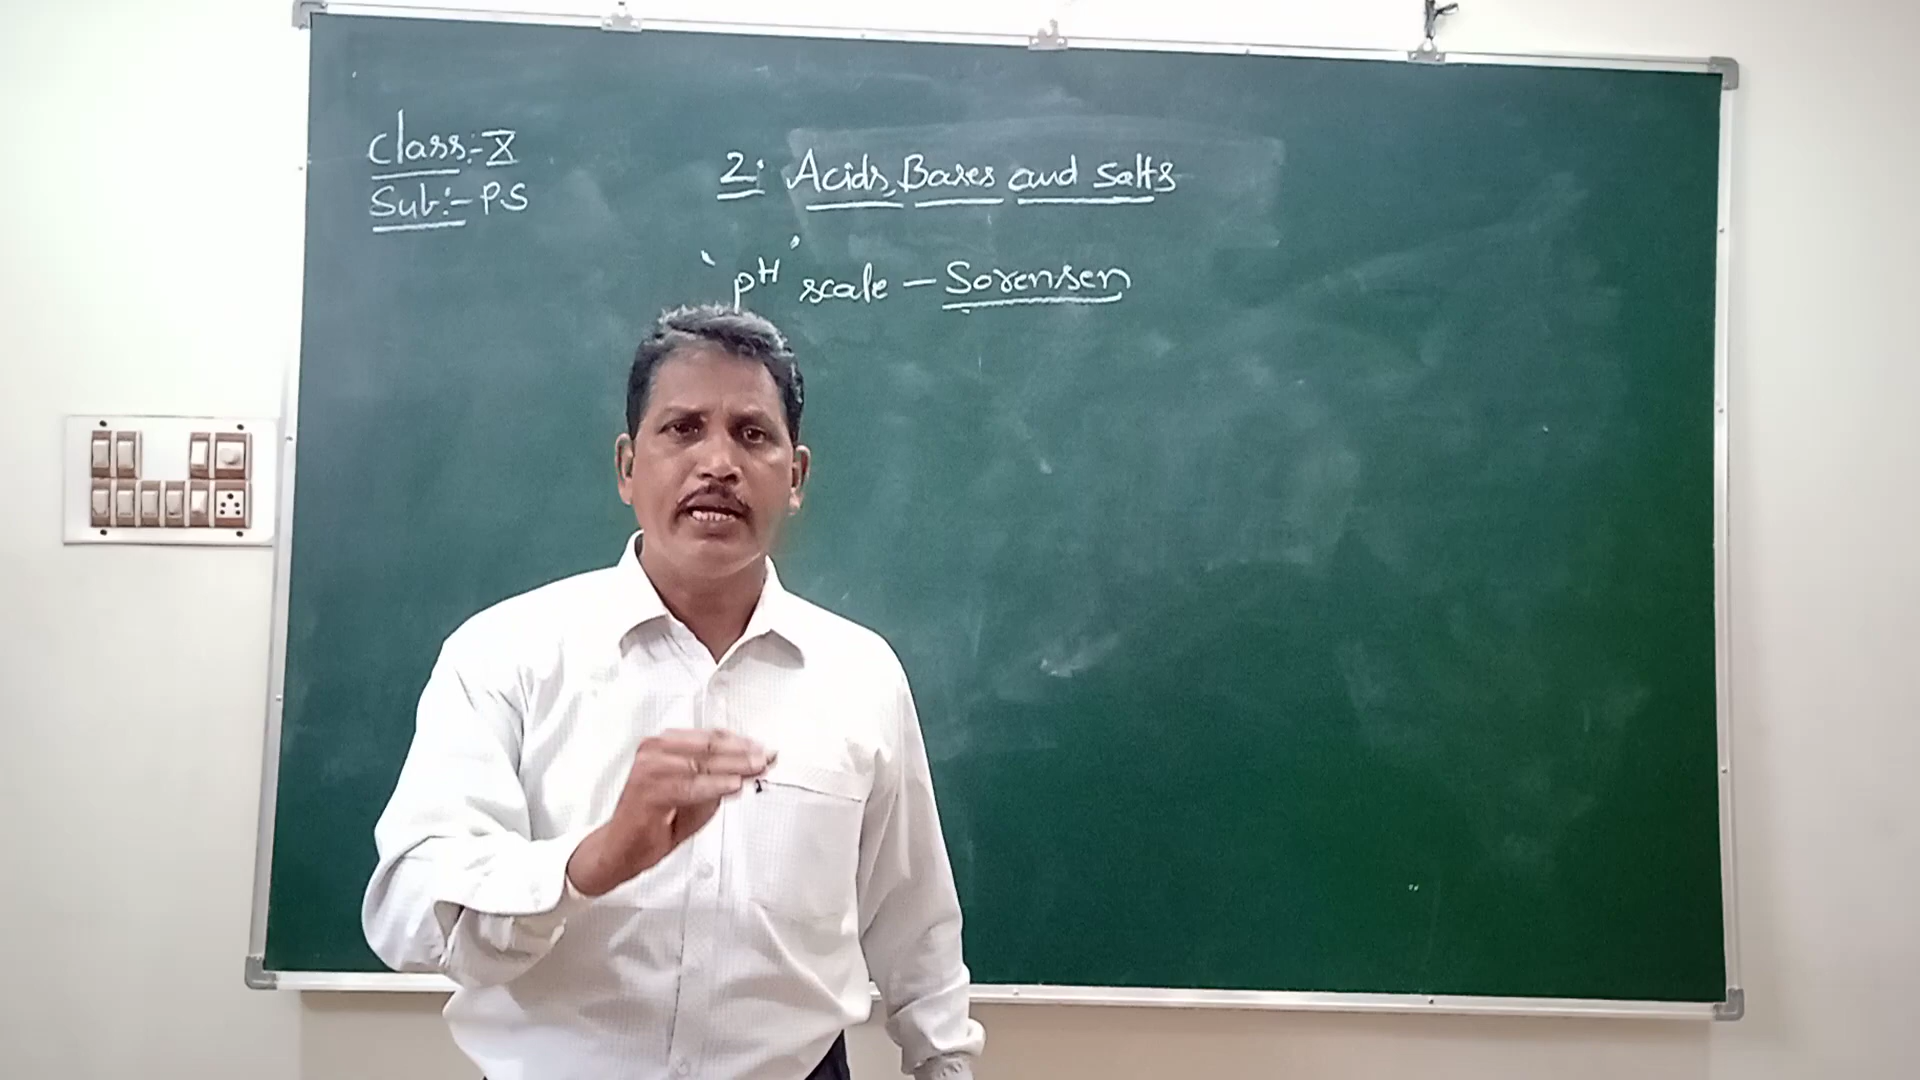 Class:- X
Sub:- PS
2. Acids, Bases and Salts
'pH' scale - Sorensen